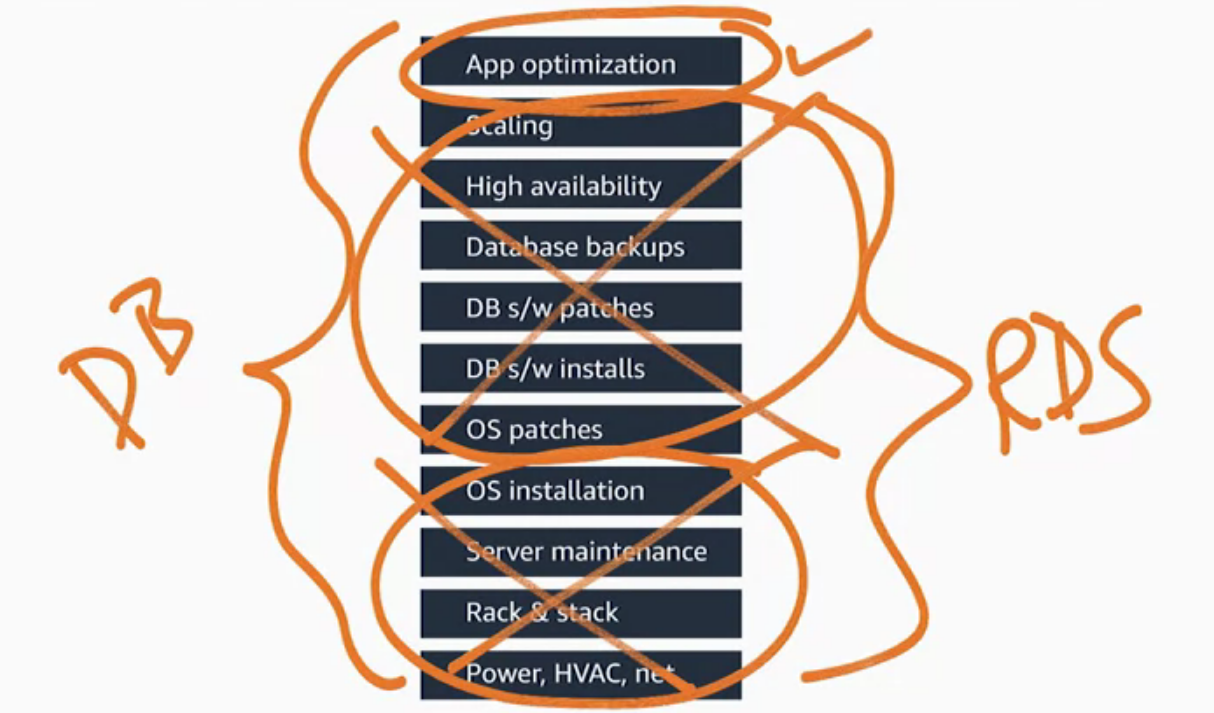 App optimization
Scaling
High availability
Database backups
DB s/w patches
DB s/w installs
OS patches
OS installation
Server maintenance
Rack & stack
Power, HVAC, net
DB
RDS